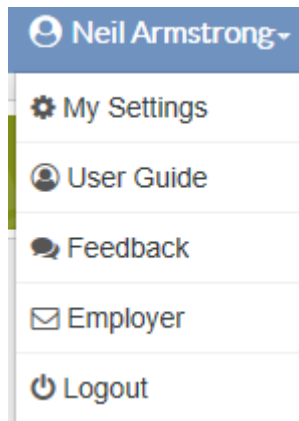 Neil Armstrong
My Settings
User Guide
Feedback
Employer
Logout